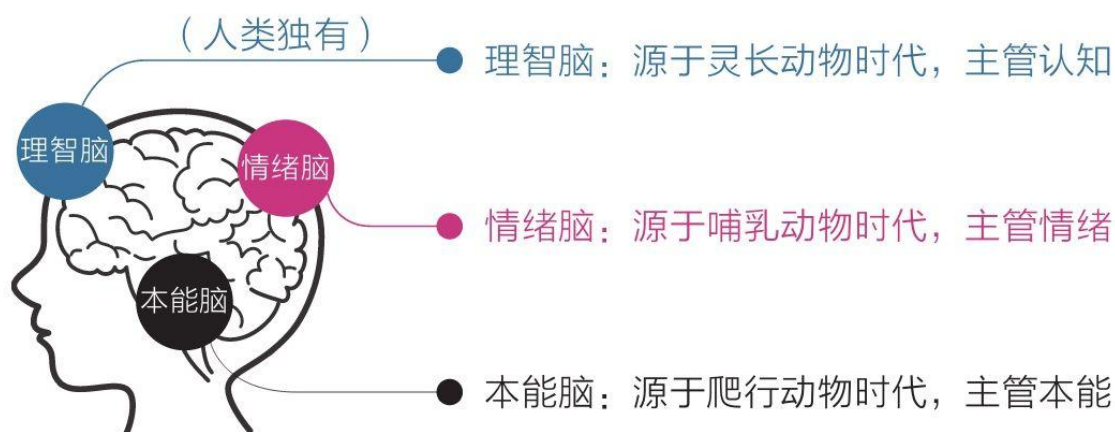 （人类独有）
理智脑：源于灵长动物时代，主管认知
理智脑
情绪脑
情绪脑：源于哺乳动物时代，主管情绪
本能脑
本能脑：源于爬行动物时代，主管本能